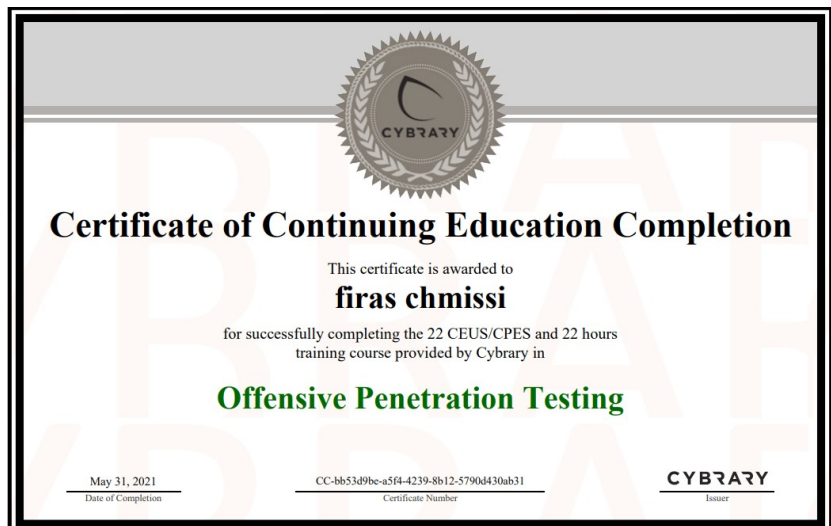 CYBRARY
Certificate of Continuing Education Completion
This certificate is awarded to
firas chmissi
for successfully completing the 22 CEUS/CPES and 22 hours
training course provided by Cybrary in
Offensive Penetration Testing
May 31, 2021
Date of Completion
CC-bb53d9be-a5f4-4239-8b12-5790d430ab31
Certificate Number
CYBRARY
Issuer